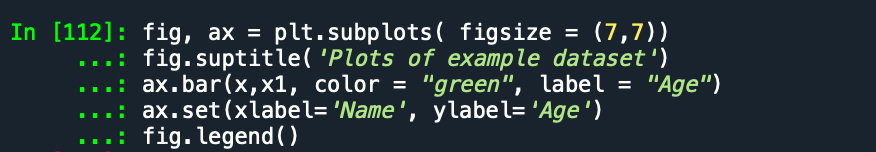 In [112]: fig, ax = plt.subplots( figsize = (7,7))
...: fig.suptitle('Plots of example dataset')
...: ax.bar(x,x1, color = "green", label = "Age")
...: ax.set(xlabel='Name', ylabel='Age')
...: fig.legend()